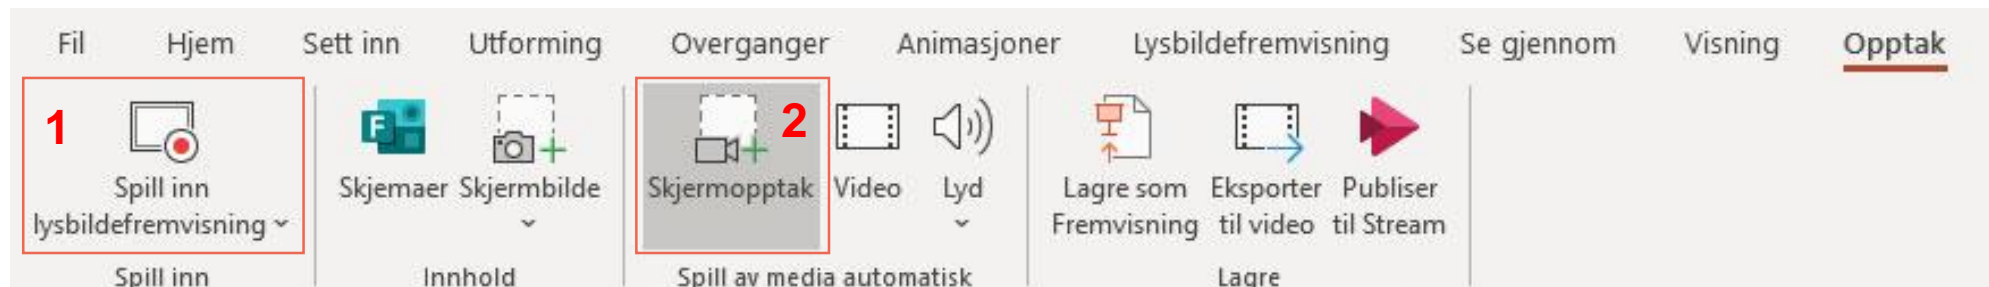 Fil Hjem Sett inn Utforming Overganger Animasjoner Lysbildefremvisning Se gjennom Visning Opptak
1
Spill inn
lysbildefremvisning
Spill inn
F
Skjemaer
Skjermbilde
Innhold
2
Skjermopptak
Video
Lyd
Spill av media automatisk
Lagre som
Fremvisning
Eksporter
til video
Publiser
til Stream
Lagre